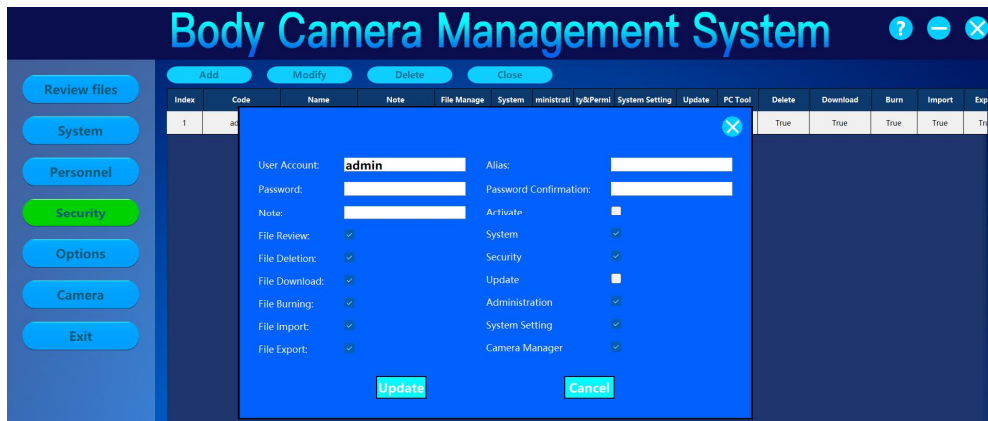 Body Camera Management System
?
Add Modify Delete Close
Review files
System
Personnel
Security
Options
Camera
Exit
Index Code Name Note File Manage System ministrati ty&Permi System Setting Update PC Tool Delete Download Burn Import Exp
1 ad True True True True Tru
User Account: admin Alias:
Password: Password Confirmation:
Note: Activate
File Review: System
File Deletion: Security
File Download: Update
File Burning: Administration
File Import: System Setting
File Export: Camera Manager
Update Cancel